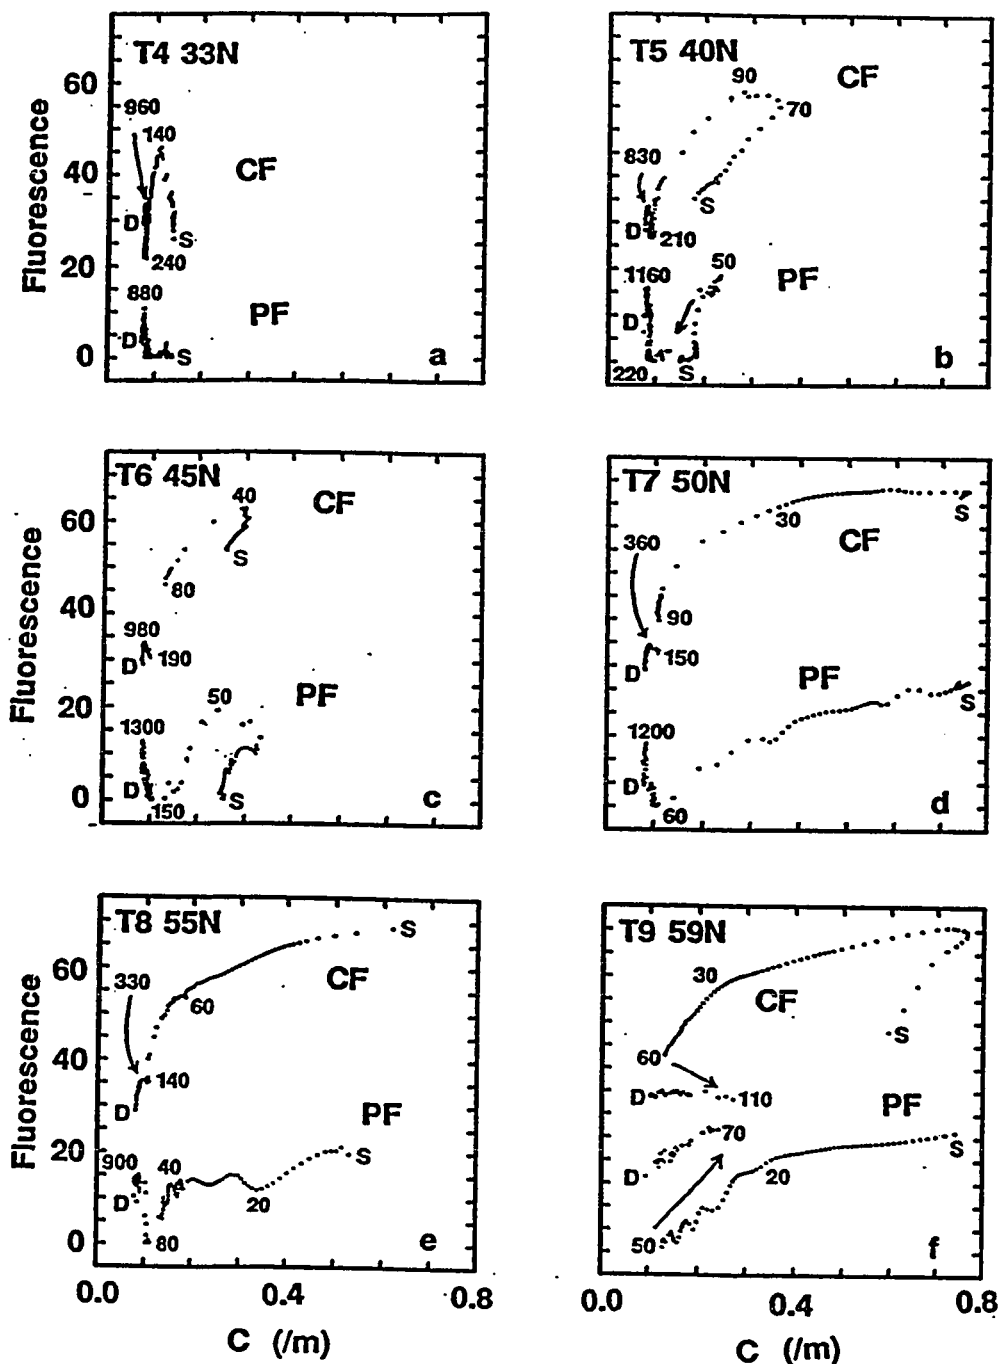 T4 33N
60
860
140
CF
40
D
S
20
240
880
PF
D
0
S
a
Fluorescence
T5 40N
90
CF
70
830
S
D
210
50
1160
PF
D
220
S
b
T6 45N
40
CF
60
S
80
40
980
D
190
50
PF
20
1300
D
0
150
S
c
Fluorescence
T7 50N
30
S
360
CF
90
150
D
PF
S
1200
D
60
d
T8 55N
S
60
330
CF
60
40
140
D
PF
20
900
40
S
D
20
0
80
e
Fluorescence
0.0
0.4
0.8
C (/m)
T9 59N
30
CF
S
60
D
110
PF
70
S
D
20
50
f
0.0
0.4
0.8
C (/m)